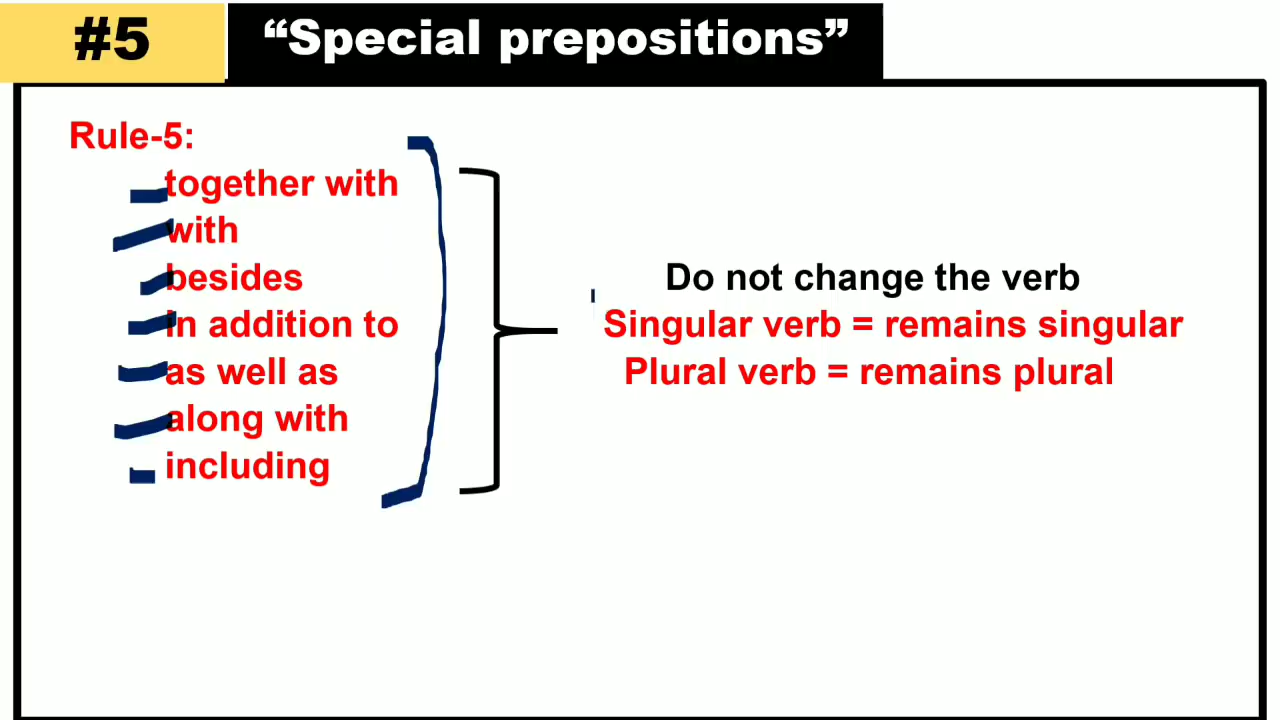 #5
“Special prepositions”
Rule-5:
together with
with
besides
in addition to
as well as
along with
including
Do not change the verb
Singular verb = remains singular
Plural verb = remains plural